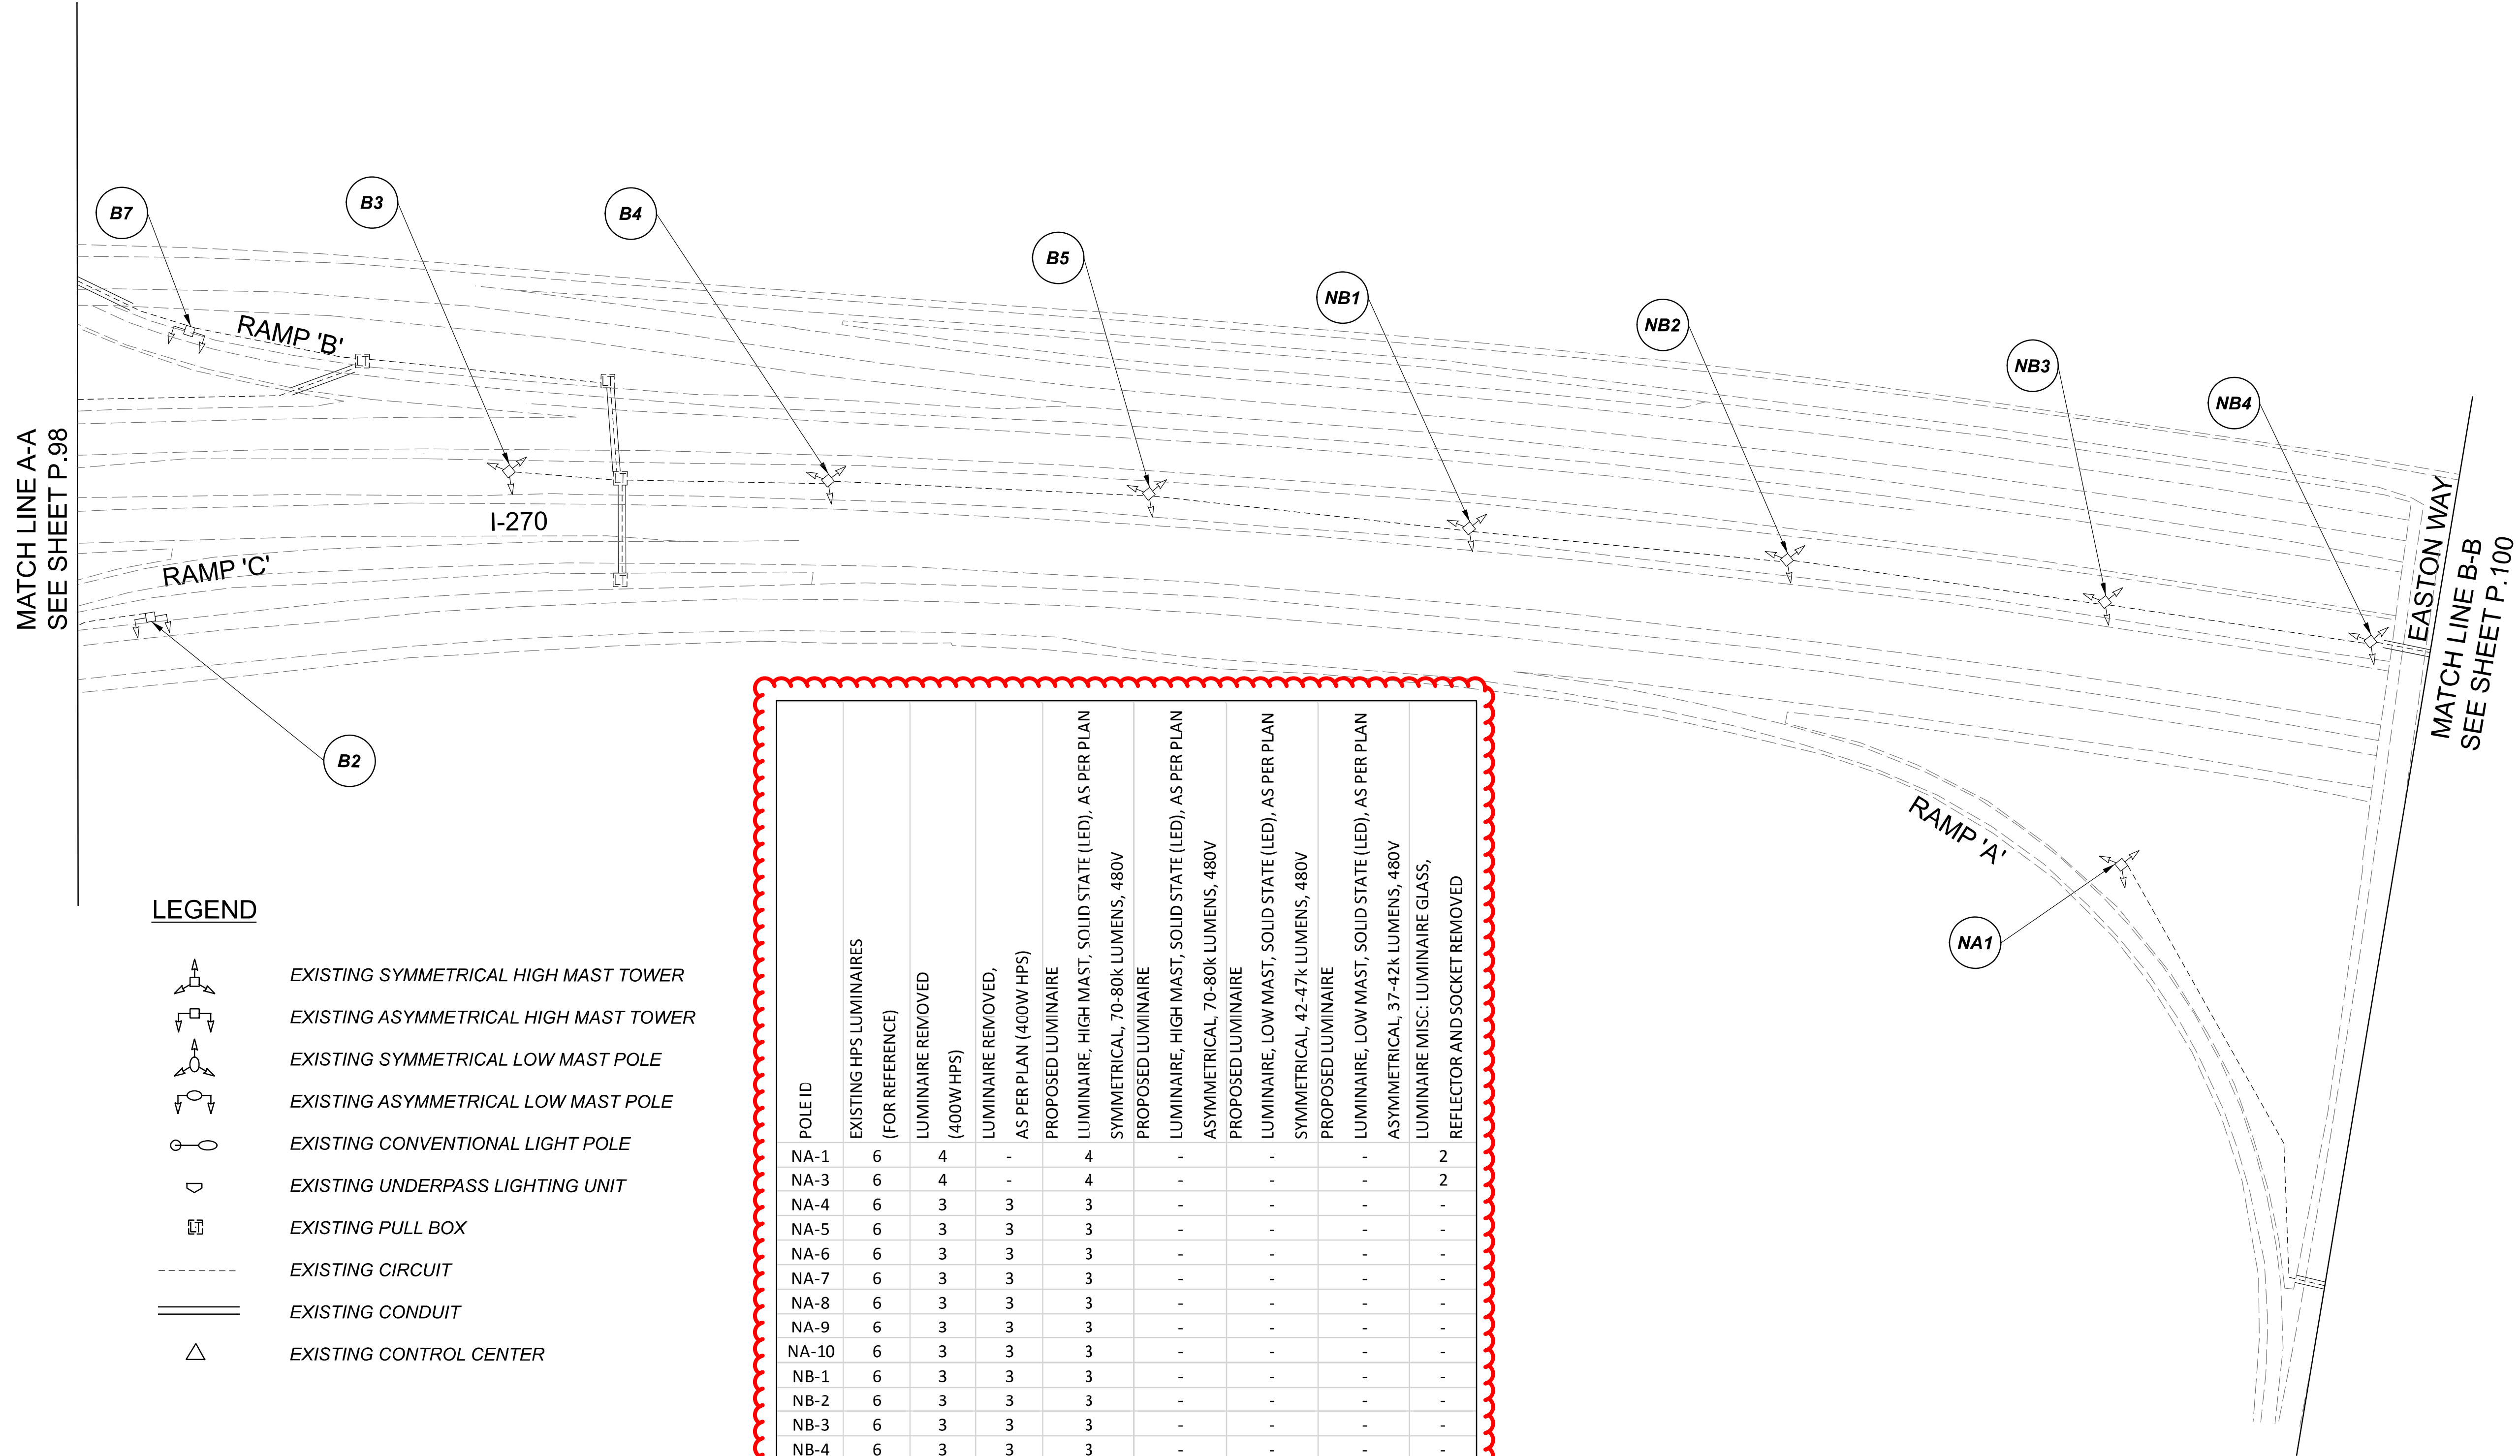 B7
B3
B4
B5
NB1
NB2
NB3
NB4
RAMP 'B'
MATCH LINE A-A
SEE SHEET P.98
I-270
RAMP 'C'
B2
EASTON WAY
MATCH LINE B-B
SEE SHEET P.100
RAMP 'A'
NA1
LEGEND
EXISTING SYMMETRICAL HIGH MAST TOWER
EXISTING ASYMMETRICAL HIGH MAST TOWER
EXISTING SYMMETRICAL LOW MAST POLE
EXISTING ASYMMETRICAL LOW MAST POLE
EXISTING CONVENTIONAL LIGHT POLE
EXISTING UNDERPASS LIGHTING UNIT
LT EXISTING PULL BOX
EXISTING CIRCUIT
EXISTING CONDUIT
EXISTING CONTROL CENTER
POLE ID
EXISTING HPS LUMINAIRES
(FOR REFERENCE)
LUMINAIRE REMOVED
(400W HPS)
LUMINAIRE REMOVED,
AS PER PLAN (400W HPS)
PROPOSED LUMINAIRE
LUMINAIRE, HIGH MAST, SOLID STATE (LED), AS PER PLAN
SYMMETRICAL, 70-80k LUMENS, 480V
PROPOSED LUMINAIRE
LUMINAIRE, HIGH MAST, SOLID STATE (LED), AS PER PLAN
ASYMMETRICAL, 70-80k LUMENS, 480V
PROPOSED LUMINAIRE
LUMINAIRE, LOW MAST, SOLID STATE (LED), AS PER PLAN
SYMMETRICAL, 42-47k LUMENS, 480V
PROPOSED LUMINAIRE
LUMINAIRE, LOW MAST, SOLID STATE (LED), AS PER PLAN
ASYMMETRICAL, 37-42k LUMENS, 480V
LUMINAIRE MISC: LUMINAIRE GLASS,
REFLECTOR AND SOCKET REMOVED
NA-1 6 4 - 4 - - - 2
NA-3 6 4 - 4 - - - 2
NA-4 6 3 3 3 - - - -
NA-5 6 3 3 3 - - - -
NA-6 6 3 3 3 - - - -
NA-7 6 3 3 3 - - - -
NA-8 6 3 3 3 - - - -
NA-9 6 3 3 3 - - - -
NA-10 6 3 3 3 - - - -
NB-1 6 3 3 3 - - - -
NB-2 6 3 3 3 - - - -
NB-3 6 3 3 3 - - - -
NB-4 6 3 3 3 - - - -